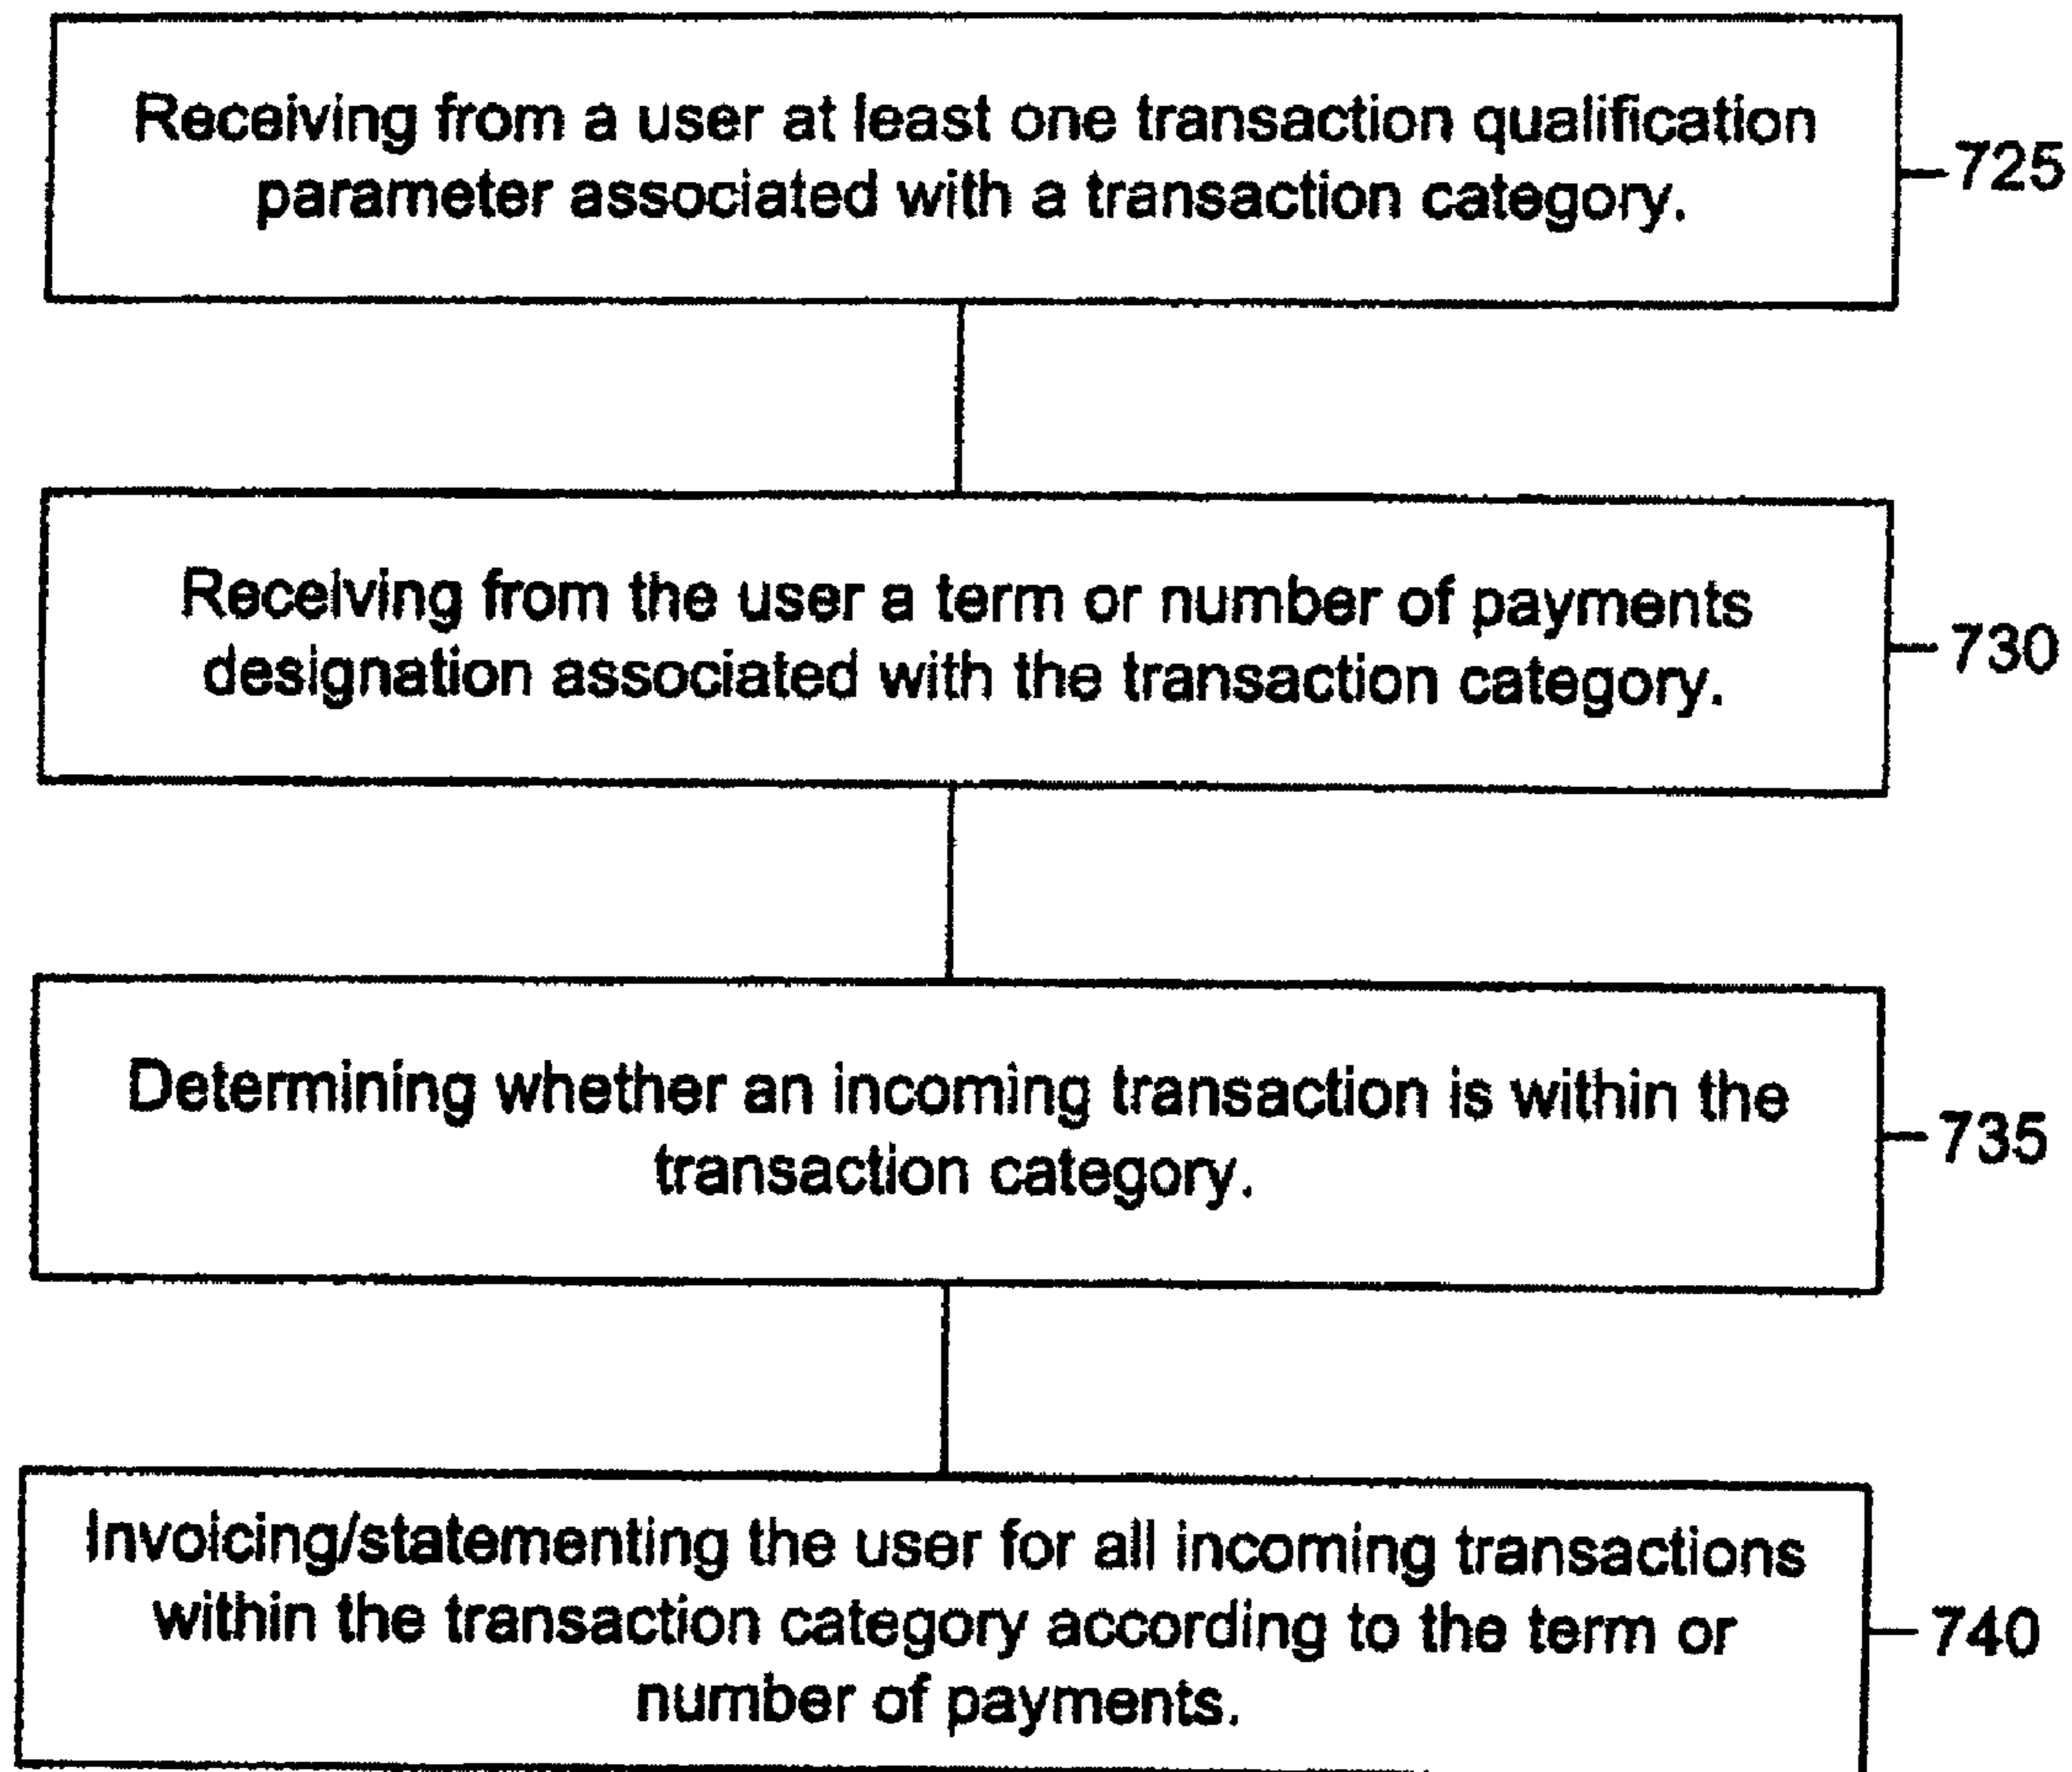 Receiving from a user at least one transaction qualification
parameter associated with a transaction category.
725
Receiving from the user a term or number of payments
designation associated with the transaction category.
730
Determining whether an incoming transaction is within the
transaction category.
735
Invoicing/statementing the user for all incoming transactions
within the transaction category according to the term or
number of payments.
740